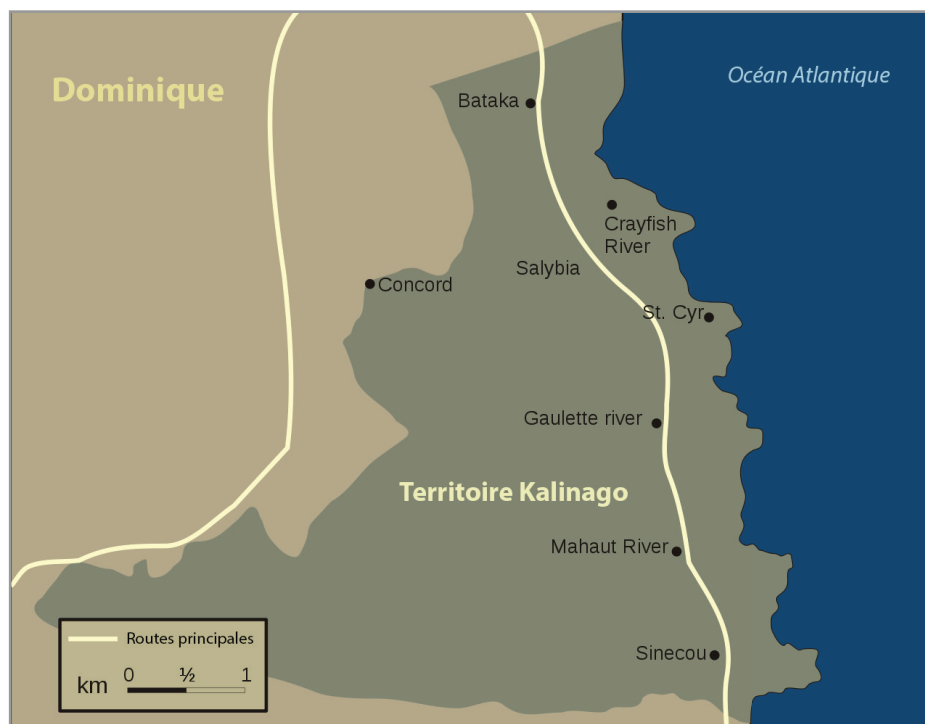 Océan Atlantique
Dominique
Bataka
Crayfish
River
Salybia
Concord
St. Cyr
Gaulette river
Territoire Kalinago
Mahaut River
Routes principales
Sinecou
km 0 ½ 1